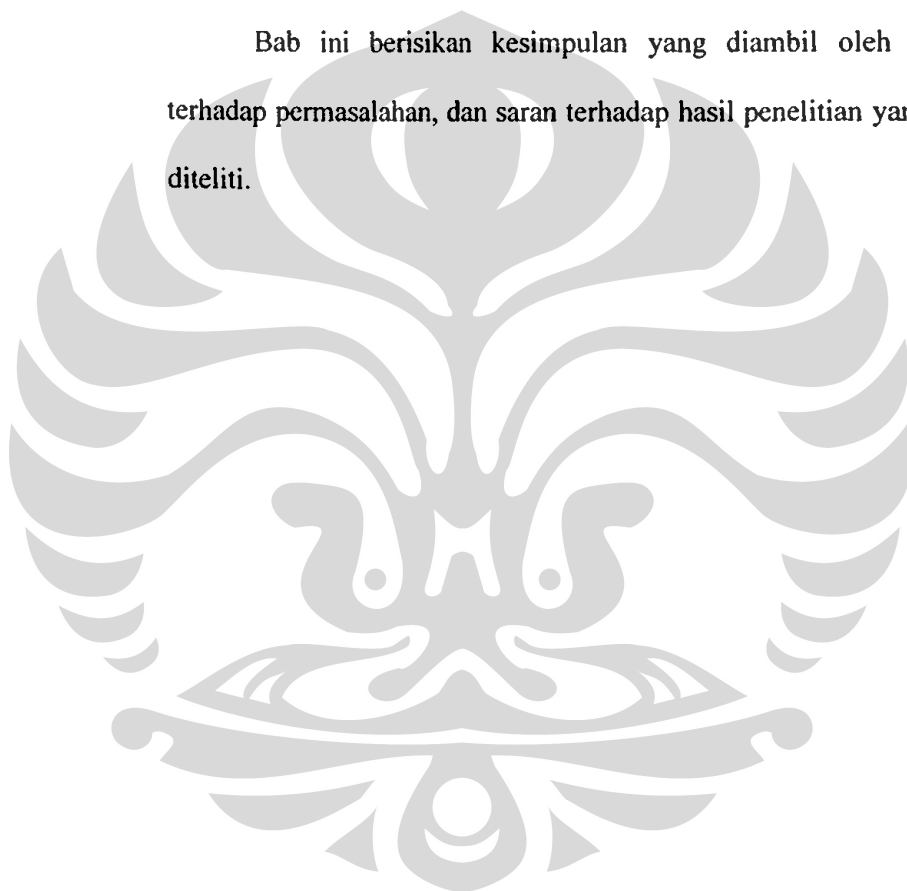 Bab ini berisikan kesimpulan yang diambil oleh
terhadap permasalahan, dan saran terhadap hasil penelitian
diteliti.